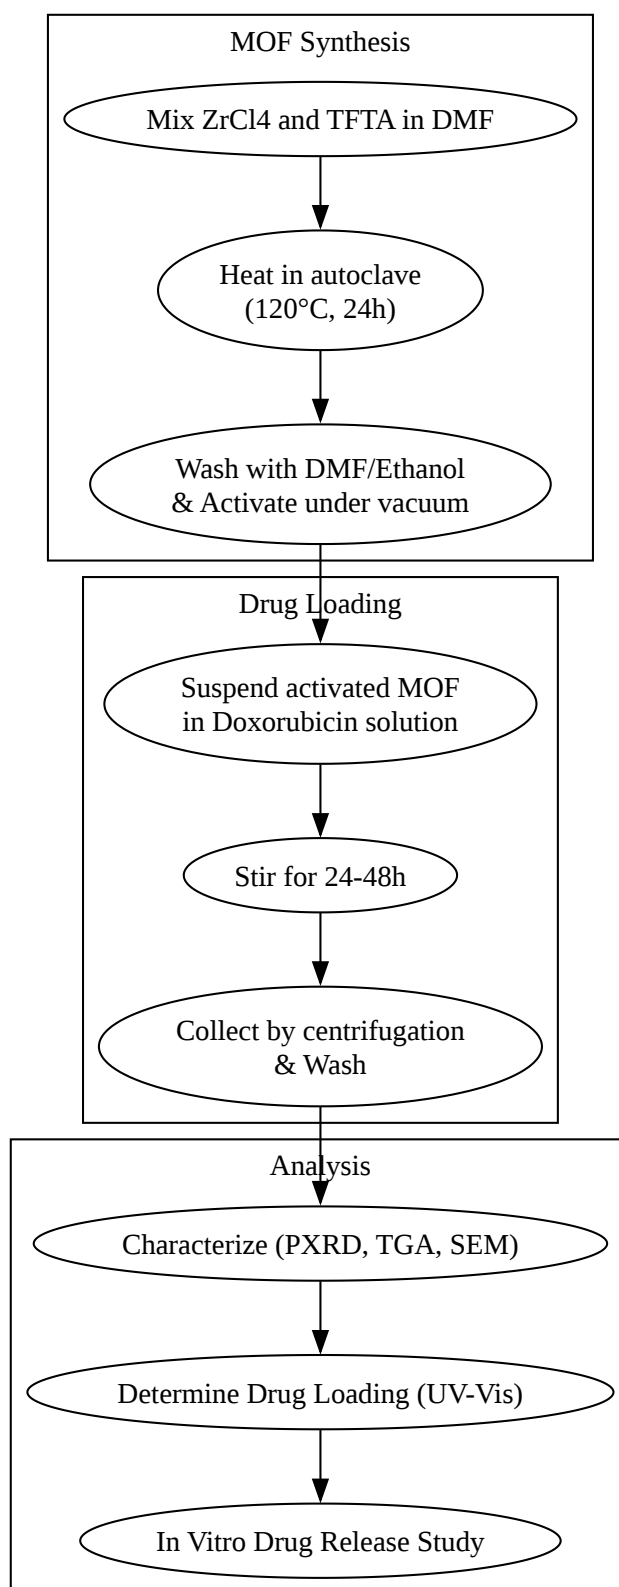 MOF Synthesis
Mix ZrCl4 and TFTA in DMF
Heat in autoclave
(120°C, 24h)
Wash with DMF/Ethanol
& Activate under vacuum
Drug Loading
Suspend activated MOF
in Doxorubicin solution
Stir for 24-48h
Collect by centrifugation
& Wash
Analysis
Characterize (PXRD, TGA, SEM)
Determine Drug Loading (UV-Vis)
In Vitro Drug Release Study